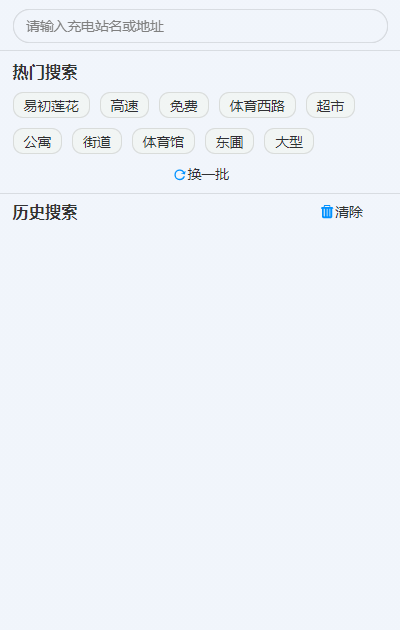 请输入充电站名或地址
热门搜索
易初莲花 高速 免费 体育西路 超市
公寓 街道 体育馆 东圃 大型
换一批
历史搜索 清除